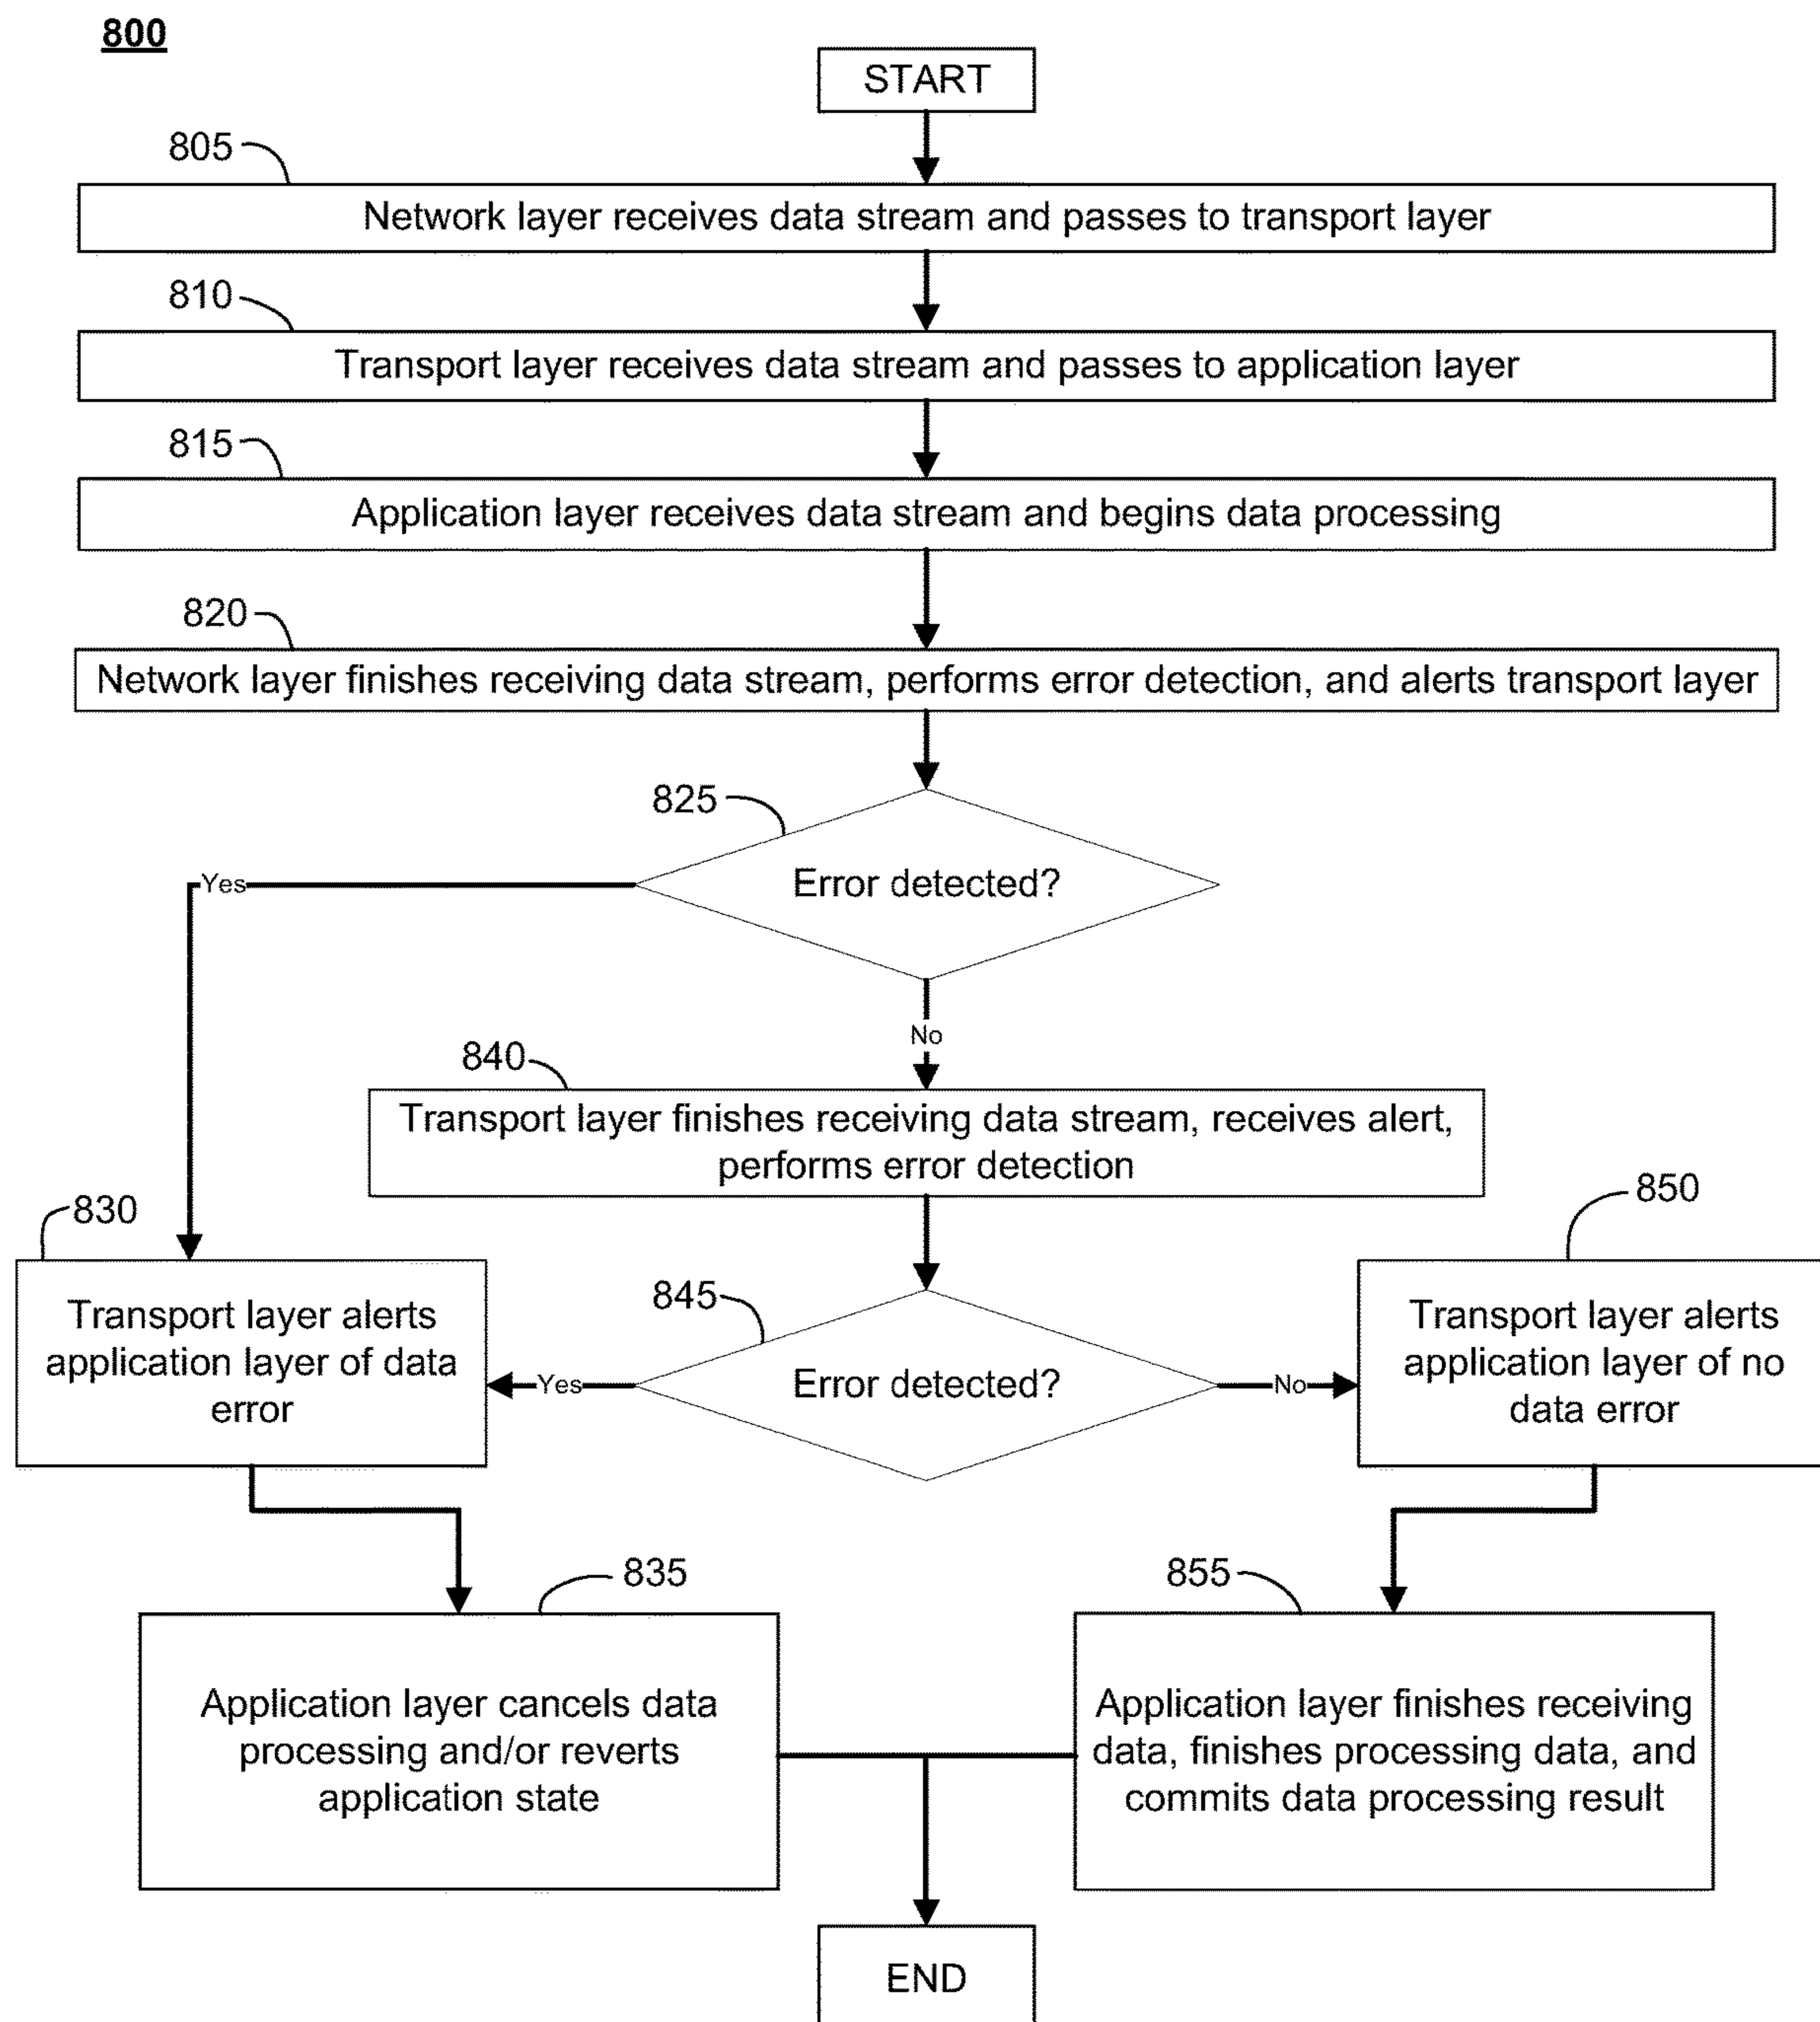 800
START
805
Network layer receives data stream and passes to transport layer
810
Transport layer receives data stream and passes to application layer
815
Application layer receives data stream and begins data processing
820
Network layer finishes receiving data stream, performs error detection, and alerts transport layer
825
Error detected?
Yes
No
840
Transport layer finishes receiving data stream, receives alert,
performs error detection
830
Transport layer alerts
application layer of data
error
845
Error detected?
Yes
No
850
Transport layer alerts
application layer of no
data error
835
Application layer cancels data
processing and/or reverts
application state
855
Application layer finishes receiving
data, finishes processing data, and
commits data processing result
END